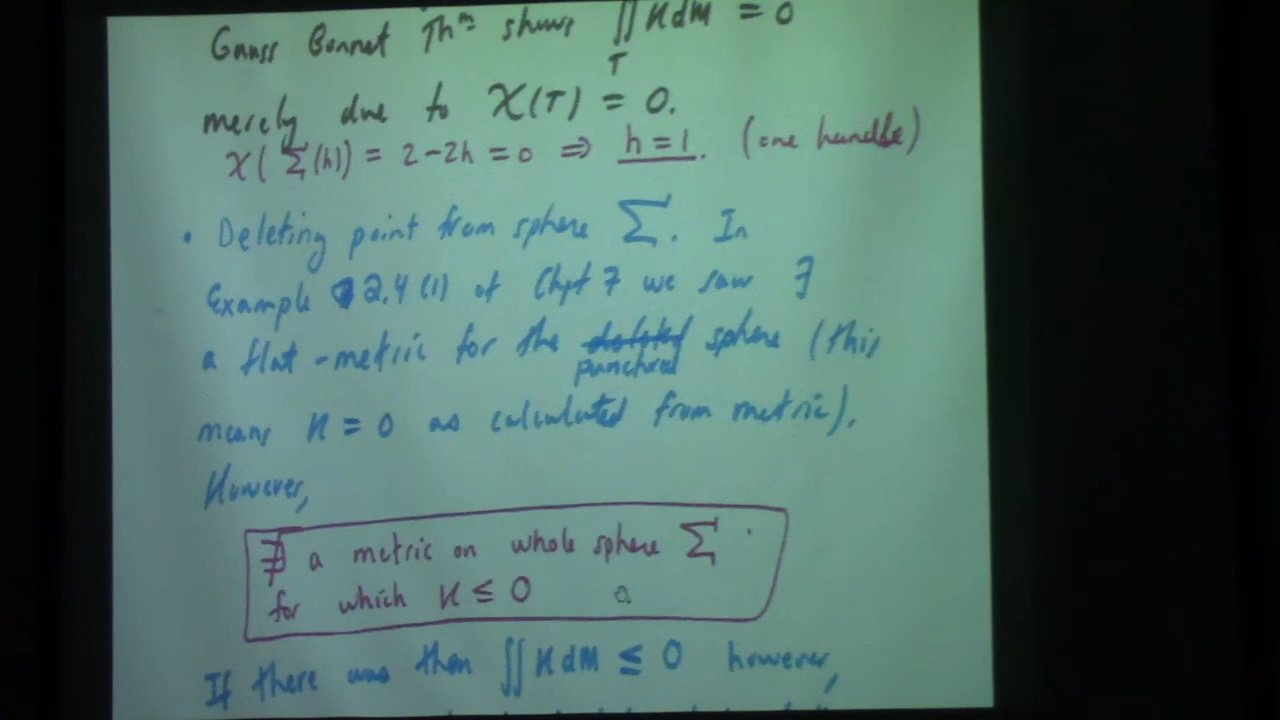 Gauss Bonnet Thm shows ∬_T K dM = 0
merely due to χ(T) = 0.
χ(Σ(h)) = 2-2h = 0 ⇒ h = 1. (one handle)
• Deleting point from sphere Σ. In
Example 2.4 (1) of Chpt 7 we saw ∃
a flat-metric for the deleted sphere (this
punctured
means K = 0 as calculated from metric).
However,
∄ a metric on whole sphere Σ
for which K ≤ 0
If there was then ∬ K dM ≤ 0 however,